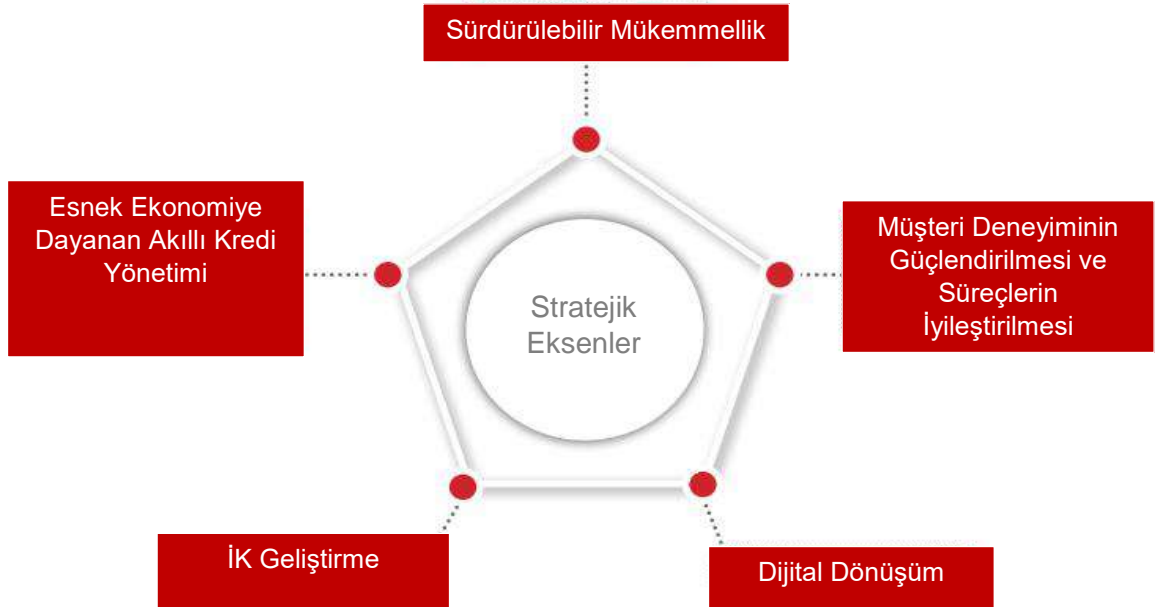 Sürdürülebilir Mükemmellik
Esnek Ekonomiye
Dayanan Akıllı Kredi
Yönetimi
Müşteri Deneyiminin
Güçlendirilmesi ve
Süreçlerin
İyileştirilmesi
Stratejik
Eksenler
İK Geliştirme
Dijital Dönüşüm